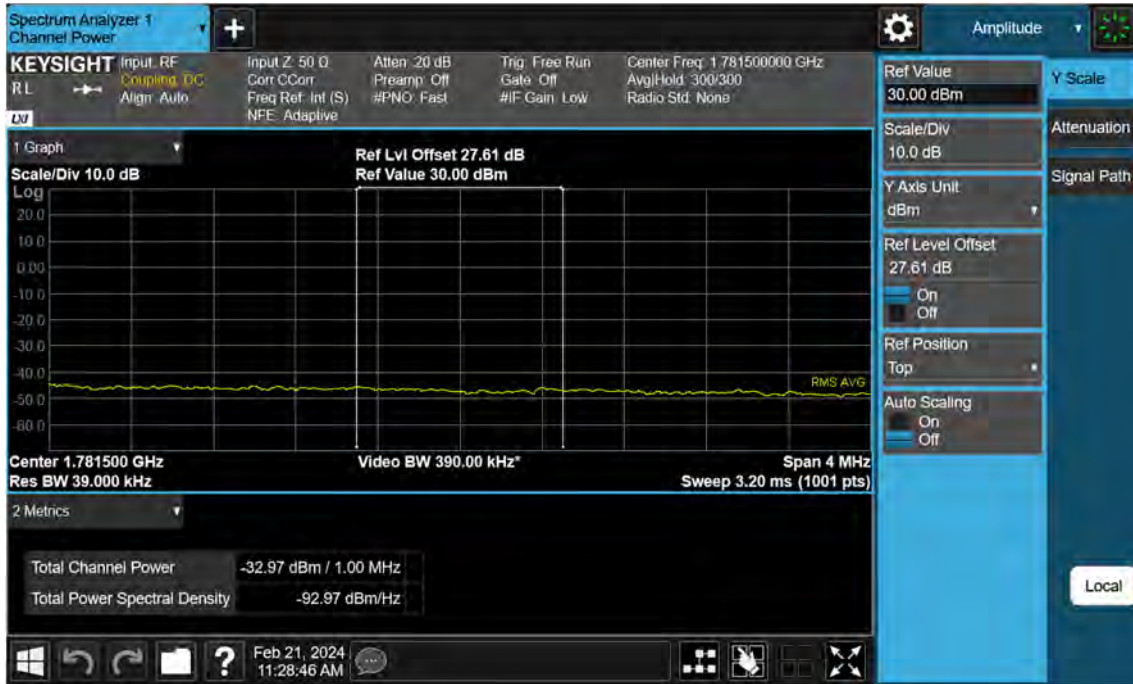 Spectrum Analyzer 1
Channel Power
+
Amplitude
KEYSIGHT
RL
LXI
Input: RF
Coupling: DC
Align: Auto
Input Z: 50 Ω
Corr CCorr
Freq Ref: Int (S)
NFE: Adaptive
Atten: 20 dB
Preamp: Off
#PNO: Fast
Trig: Free Run
Gate: Off
#IF Gain: Low
Center Freq: 1.781500000 GHz
Avg|Hold: 300/300
Radio Std: None
1 Graph
Scale/Div 10.0 dB
Ref Lvl Offset 27.61 dB
Ref Value 30.00 dBm
Log
20.0
10.0
0.00
-10.0
-20.0
-30.0
-40.0
-50.0
-60.0
RMS AVG
Center 1.781500 GHz
Video BW 390.00 kHz*
Span 4 MHz
Res BW 39.000 kHz
Sweep 3.20 ms (1001 pts)
2 Metrics
Total Channel Power
-32.97 dBm / 1.00 MHz
Total Power Spectral Density
-92.97 dBm/Hz
Ref Value
30.00 dBm
Scale/Div
10.0 dB
Y Axis Unit
dBm
Ref Level Offset
27.61 dB
On
Off
Ref Position
Top
Auto Scaling
On
Off
Y Scale
Attenuation
Signal Path
Local
?
Feb 21, 2024
11:28:46 AM